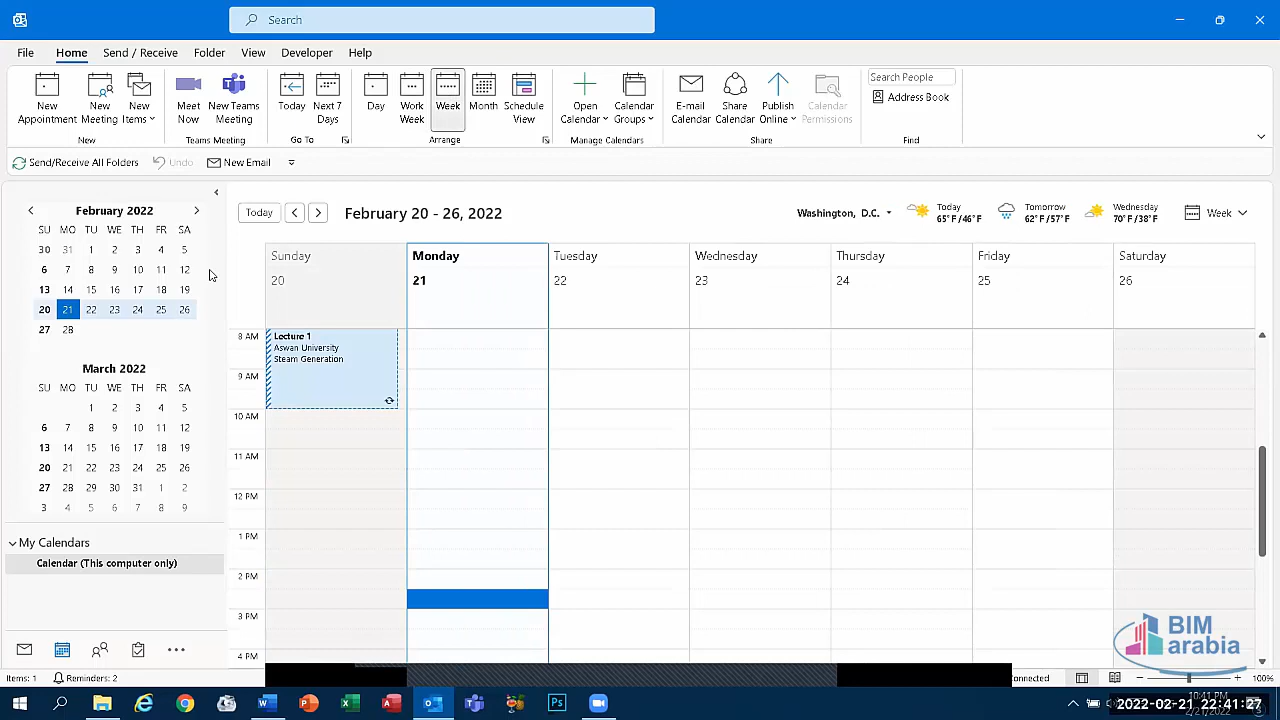 Search
File Home Send / Receive Folder View Developer Help
New Appointment
New Meeting
New Items
Meet Now
New Teams Meeting
Today
Next 7 Days
Day
Work Week
Week
Month
Schedule View
Open Calendar
Calendar Groups
E-mail Calendar
Share Calendar
Publish Online
Calendar Permissions
Search People
Address Book
New
Teams Meeting
Go To
Arrange
Manage Calendars
Share
Find
Send/Receive All Folders Undo New Email
February 2022
SU MO TU WE TH FR SA
30 31 1 2 3 4 5
6 7 8 9 10 11 12
13 14 15 16 17 18 19
20 21 22 23 24 25 26
27 28
March 2022
SU MO TU WE TH FR SA
1 2 3 4 5
6 7 8 9 10 11 12
13 14 15 16 17 18 19
20 21 22 23 24 25 26
27 28 29 30 31 1 2
3 4 5 6 7 8 9
My Calendars
Calendar (This computer only)
Today February 20 - 26, 2022
Washington, D.C.
Today
65°F/46°F
Tomorrow
62°F/57°F
Wednesday
70°F/38°F
Week
Sunday Monday Tuesday Wednesday Thursday Friday Saturday
20 21 22 23 24 25 26
8 AM
Lecture 1
Aswan University
Steam Generation
9 AM
10 AM
11 AM
12 PM
1 PM
2 PM
3 PM
4 PM
BIM
arabia
Items: 1 Reminders: 2
100%
10:41 PM
2022-02-21 22:41:27